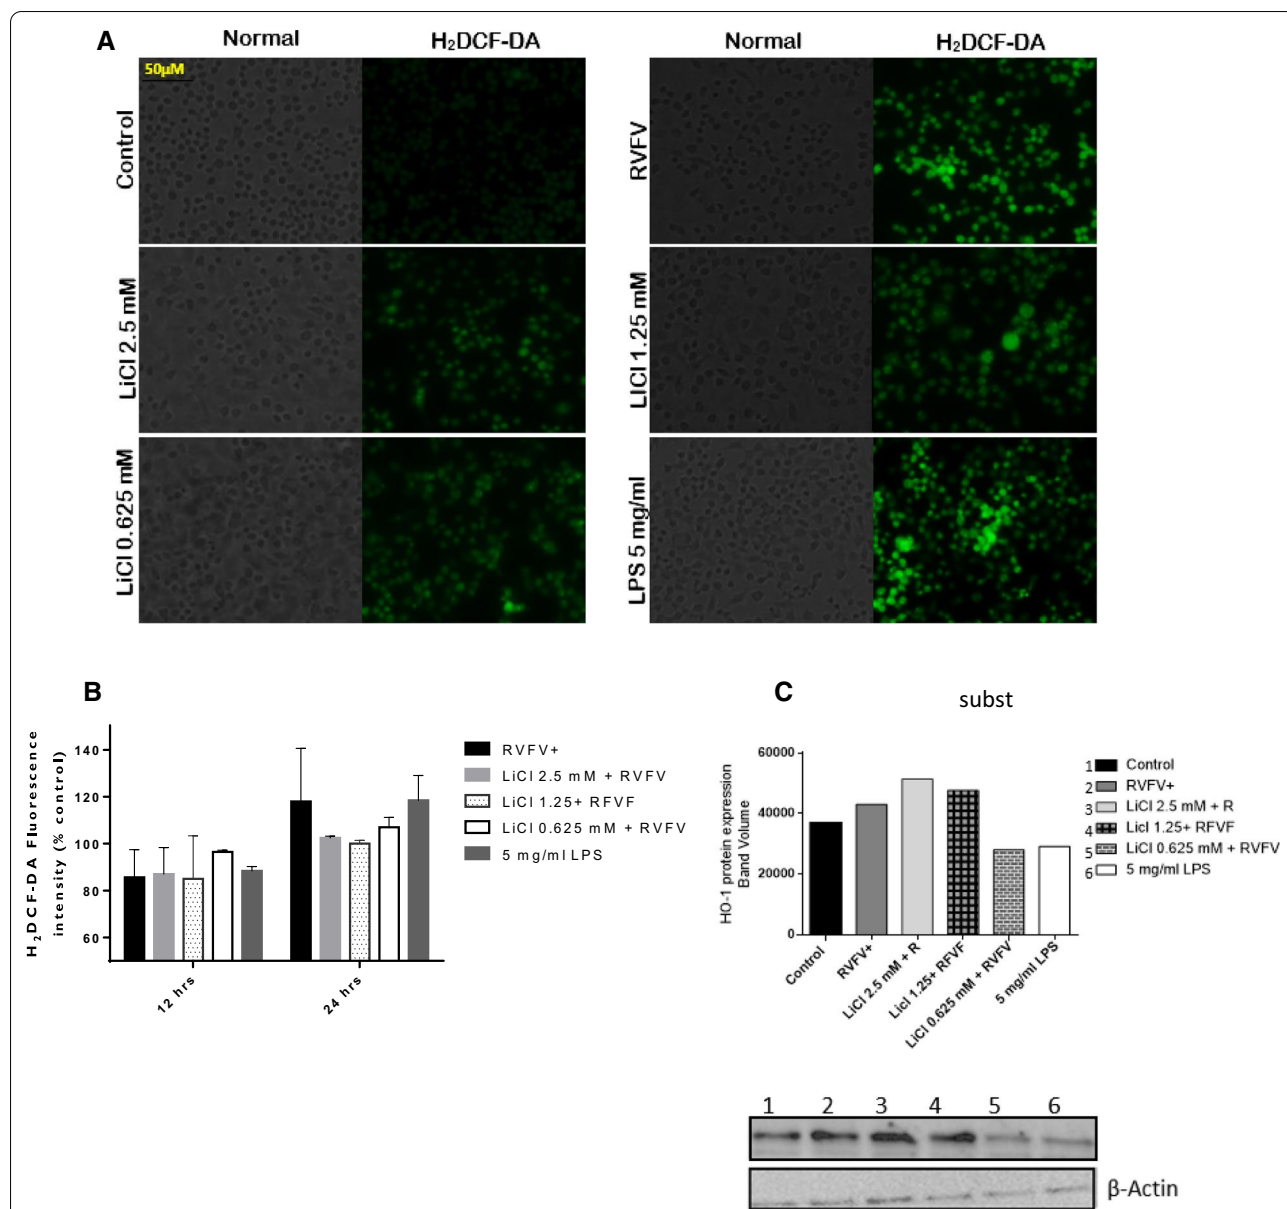 A
Normal
H₂DCF-DA
Normal
H₂DCF-DA
50µM
Control
RVFV
LiCl 2.5 mM
LICl 1.25 mM
LiCl 0.625 mM
LPS 5 mg/ml
B
H₂DCF-DA Fluorescence
intensity (% control)
140
120
100
80
60
12 hrs
24 hrs
RVFV+
LiCl 2.5 mM + RVFV
LiCl 1.25+ RFVF
LiCl 0.625 mM + RVFV
5 mg/ml LPS
C
subst
HO-1 protein expression
Band Volume
60000
40000
20000
0
Control
RVFV+
LiCl 2.5 mM + R
Licl 1.25+ RFVF
LiCl 0.625 mM + RVFV
5 mg/ml LPS
1 Control
2 RVFV+
3 LiCl 2.5 mM + R
4 Licl 1.25+ RFVF
5 LiCl 0.625 mM + RVFV
6 5 mg/ml LPS
1 2 3 4 5 6
β-Actin